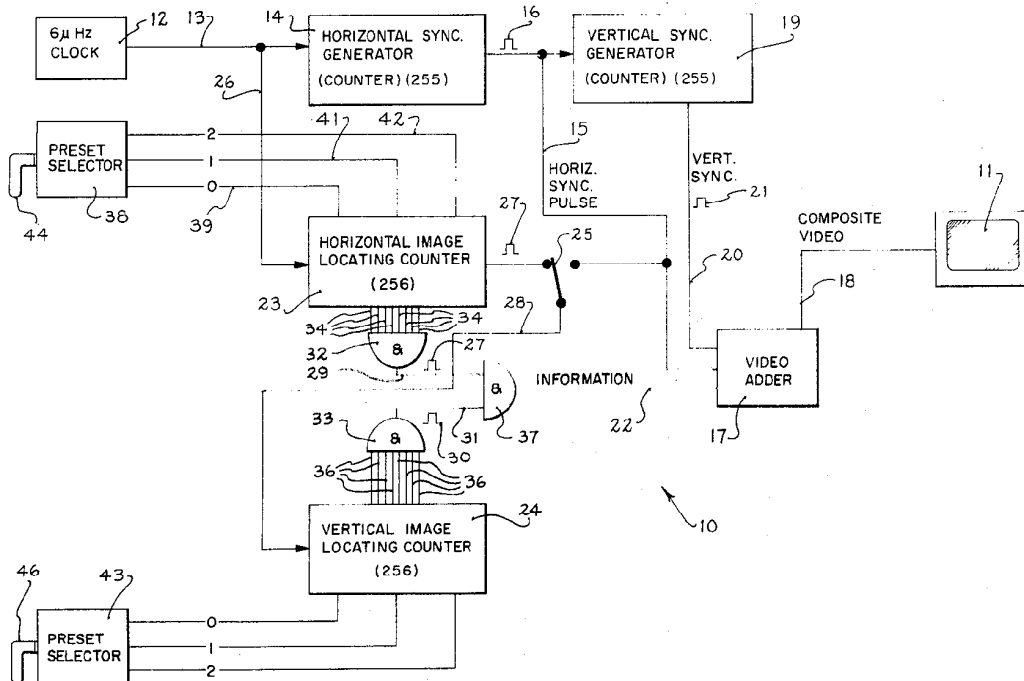 6µ Hz
CLOCK
12
13
14
HORIZONTAL SYNC.
GENERATOR
(COUNTER) (255)
16
VERTICAL SYNC.
GENERATOR
(COUNTER) (255)
19
26
41
42
PRESET
SELECTOR
2
1
0
44
38
39
15
HORIZ.
SYNC.
PULSE
VERT.
SYNC.
21
11
COMPOSITE
VIDEO
HORIZONTAL IMAGE
LOCATING COUNTER
(256)
23
27
25
20
18
34
34
28
32
&
27
29
&
INFORMATION
VIDEO
ADDER
33
&
30
31
37
22
17
36
36
24
10
VERTICAL IMAGE
LOCATING COUNTER
(256)
46
43
PRESET
SELECTOR
0
1
2